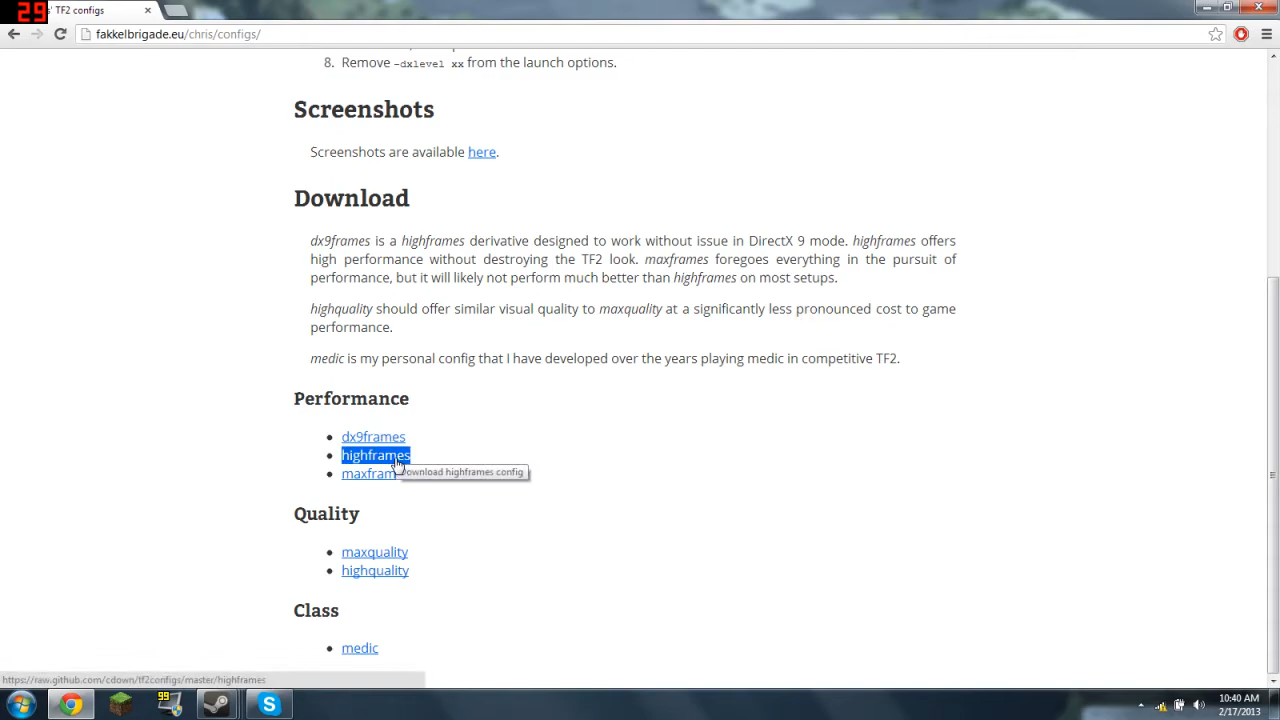 29
s' TF2 configs
fakkelbrigade.eu/chris/configs/
8. Remove -dxlevel xx from the launch options.
Screenshots
Screenshots are available here.
Download
dx9frames is a highframes derivative designed to work without issue in DirectX 9 mode. highframes offers
high performance without destroying the TF2 look. maxframes foregoes everything in the pursuit of
performance, but it will likely not perform much better than highframes on most setups.
highquality should offer similar visual quality to maxquality at a significantly less pronounced cost to game
performance.
medic is my personal config that I have developed over the years playing medic in competitive TF2.
Performance
• dx9frames
• highframes
Download highframes config
• maxfram
Quality
• maxquality
• highquality
Class
• medic
https://raw.github.com/cdown/tf2configs/master/highframes
99
10:40 AM
2/17/2013